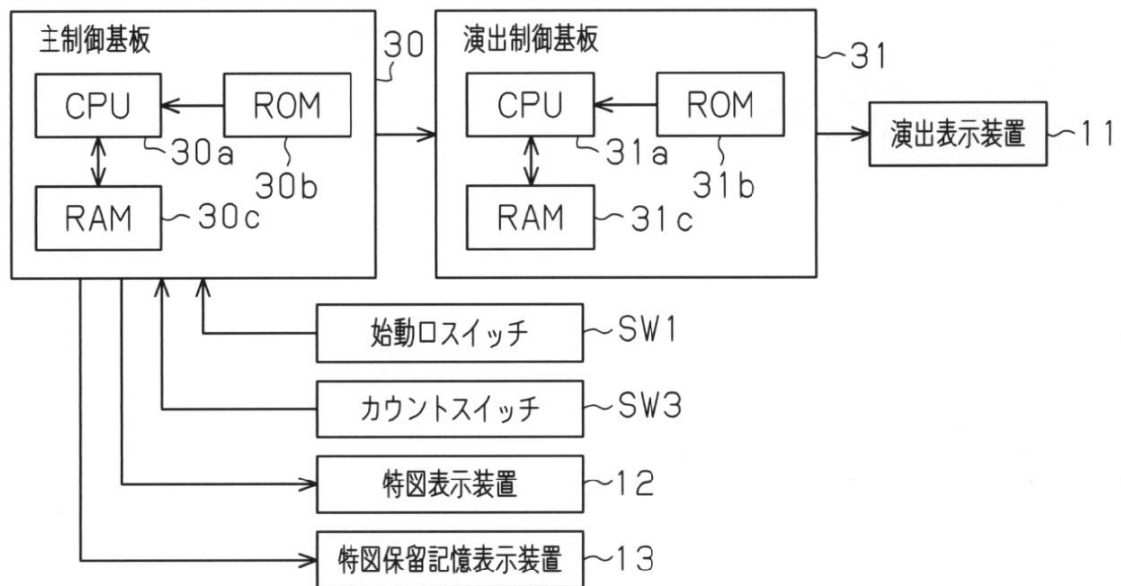 主制御基板
30
CPU
ROM
30a
30b
RAM
30c
演出制御基板
31
CPU
ROM
31a
31b
RAM
31c
演出表示装置
11
始動口スイッチ
SW1
カウントスイッチ
SW3
特図表示装置
12
特図保留記憶表示装置
13